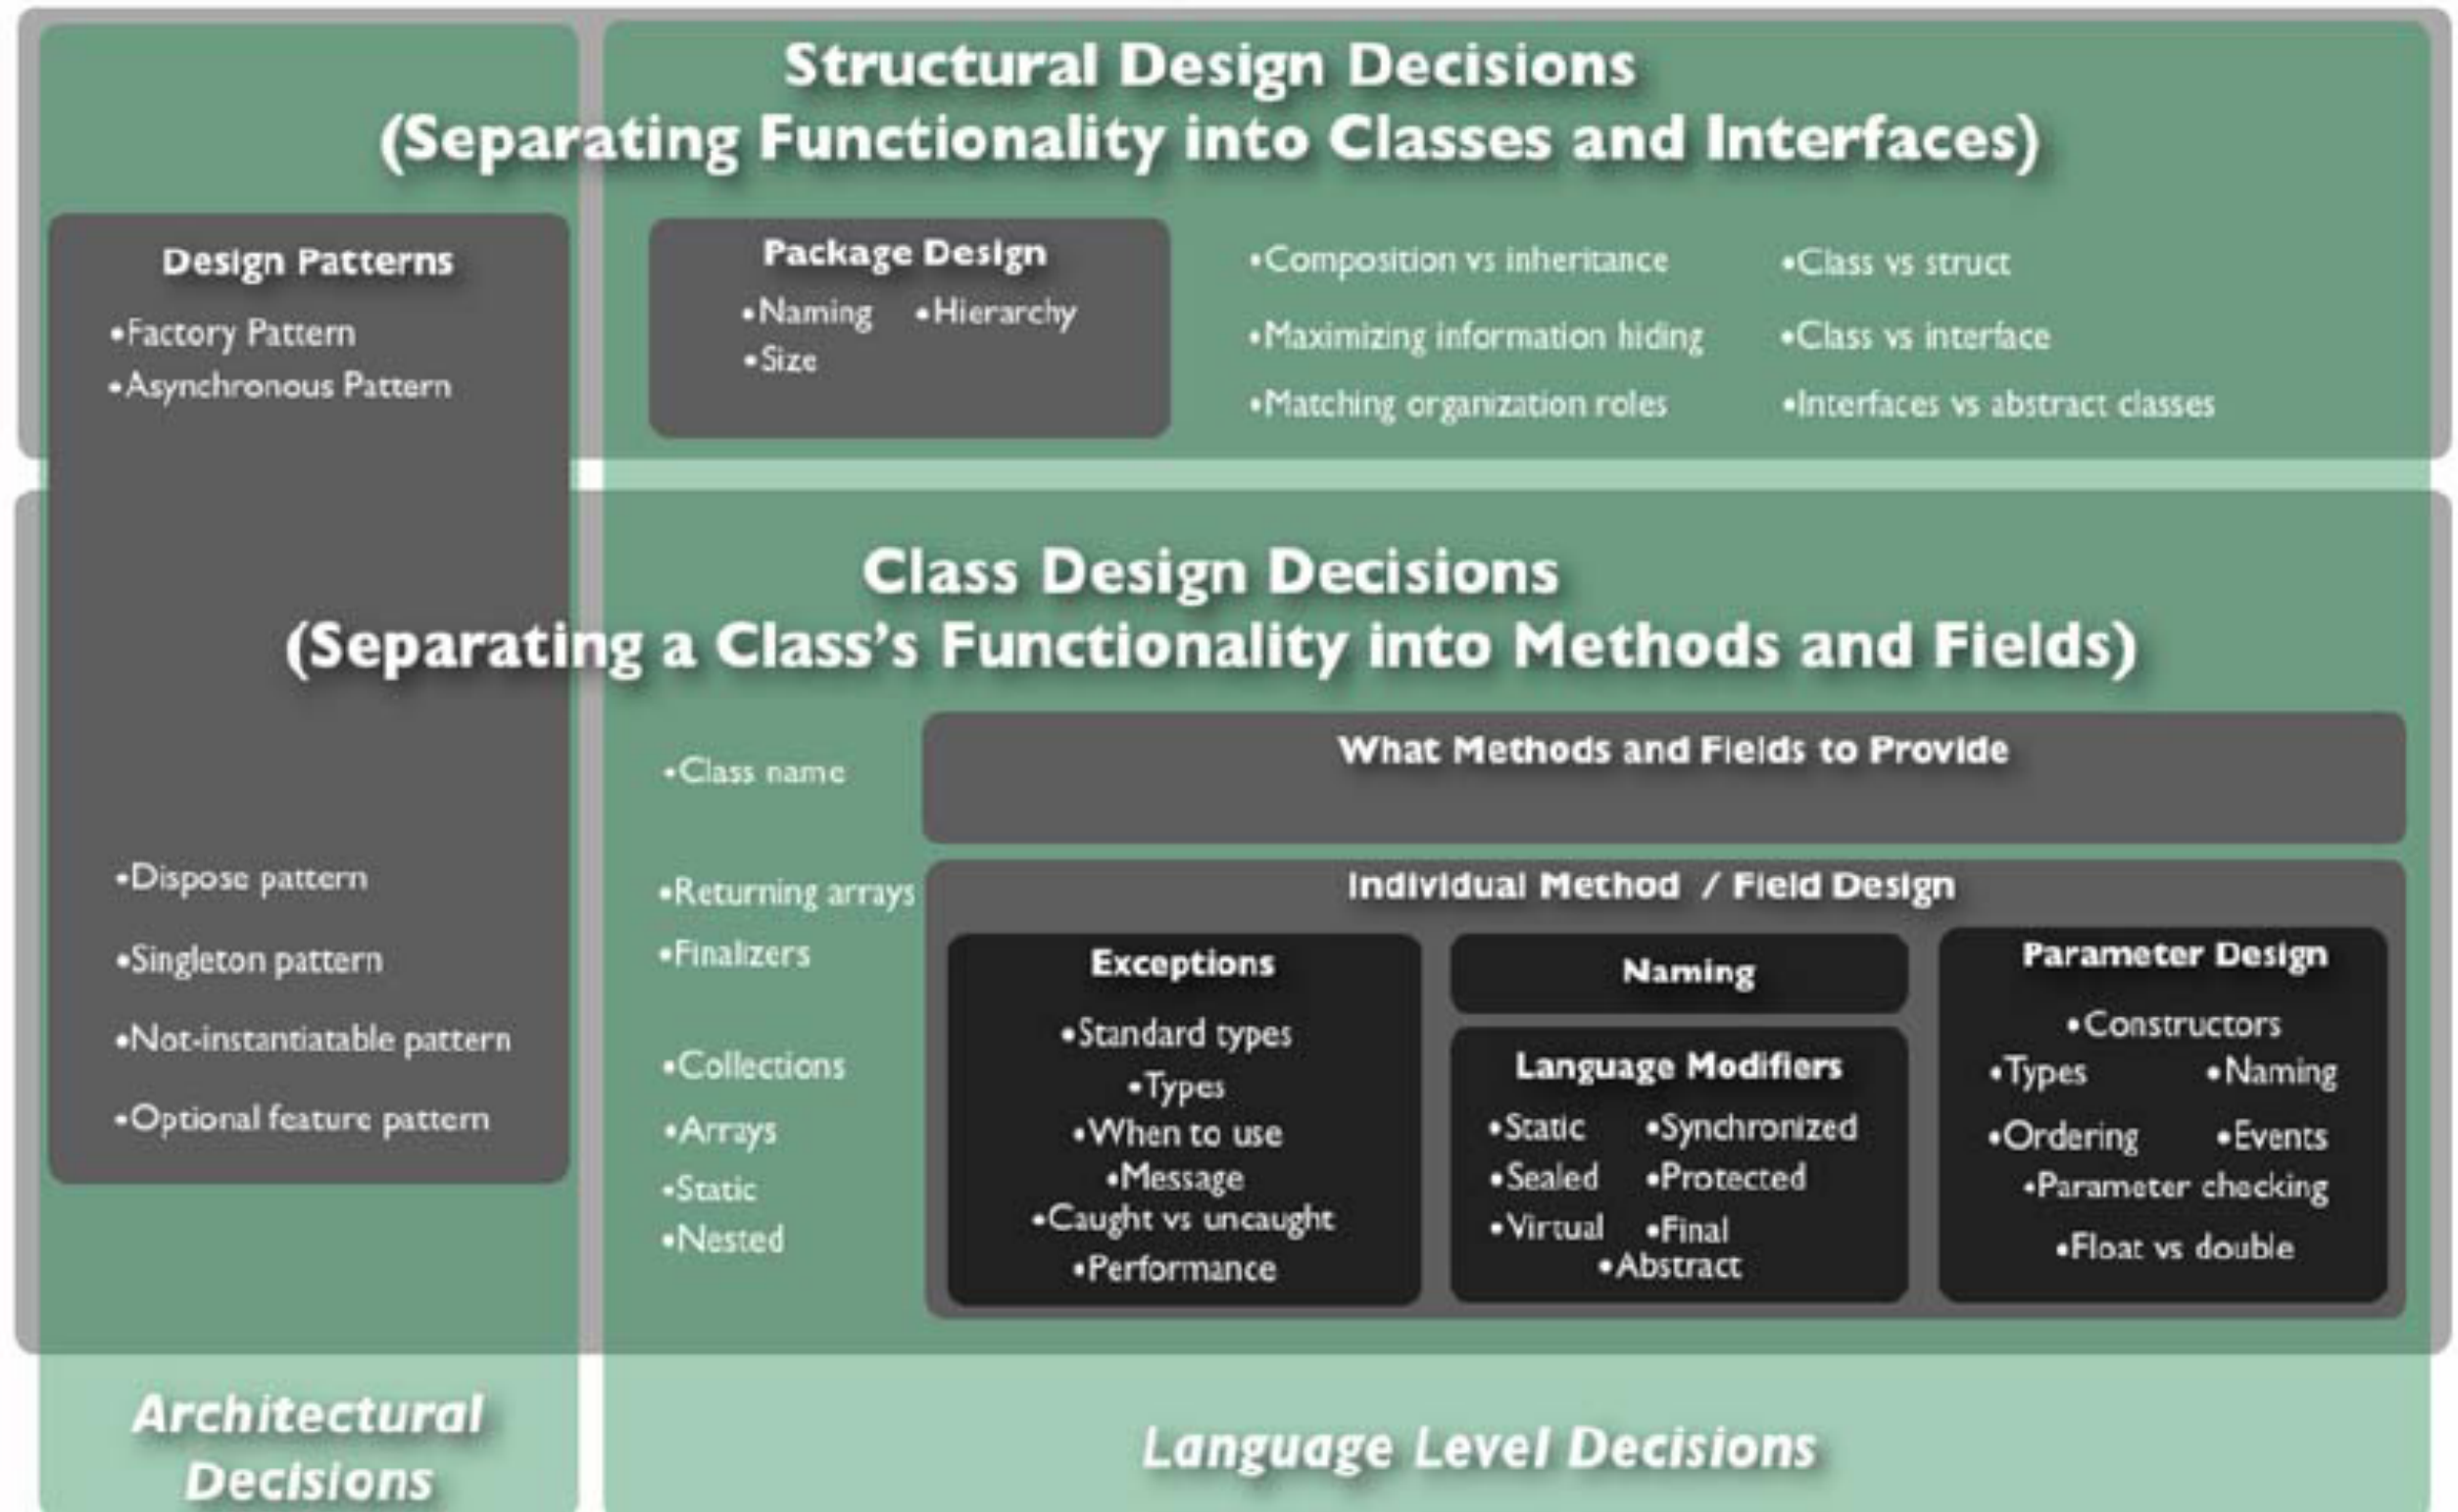 Structural Design Decisions
(Separating Functionality into Classes and Interfaces)
Design Patterns
•Factory Pattern
•Asynchronous Pattern
Package Design
•Naming •Hierarchy
•Size
•Composition vs inheritance
•Maximizing information hiding
•Matching organization roles
•Class vs struct
•Class vs interface
•Interfaces vs abstract classes
Class Design Decisions
(Separating a Class’s Functionality into Methods and Fields)
•Dispose pattern
•Singleton pattern
•Not-instantiatable pattern
•Optional feature pattern
•Class name
•Returning arrays
•Finalizers
•Collections
•Arrays
•Static
•Nested
What Methods and Fields to Provide
Individual Method / Field Design
Exceptions
•Standard types
•Types
•When to use
•Message
•Caught vs uncaught
•Performance
Naming
Language Modifiers
•Static •Synchronized
•Sealed •Protected
•Virtual •Final
•Abstract
Parameter Design
•Constructors
•Types •Naming
•Ordering •Events
•Parameter checking
•Float vs double
Architectural
Decisions
Language Level Decisions